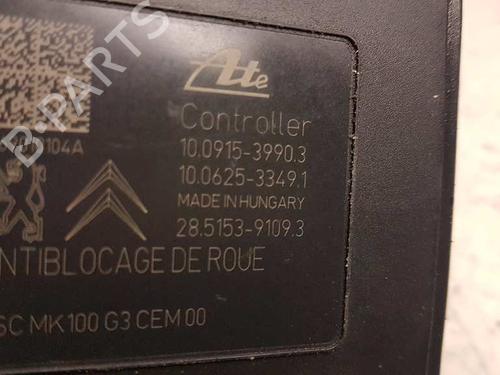 Ate
Controller
104A
10.0915-3990.3
10.0625-3349.1
MADE IN HUNGARY
28.5153-9109.3
NTIBLOCAGE DE ROUE
SC MK100 G3 CEM 00
B-PARTS